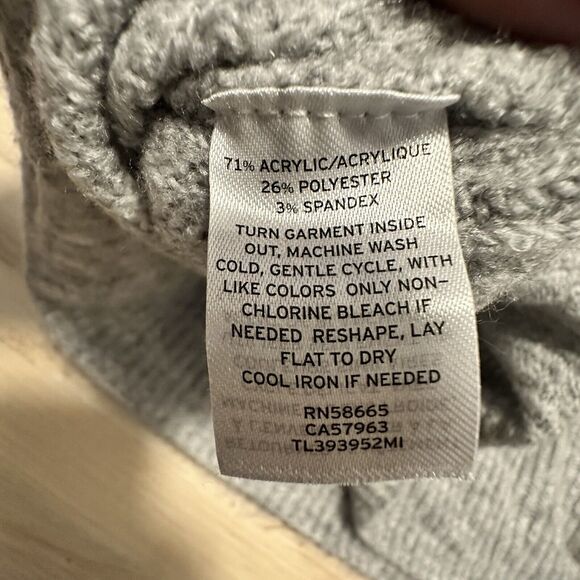 71% ACRYLIC/ACRYLIQUE
26% POLYESTER
3% SPANDEX
TURN GARMENT INSIDE
OUT, MACHINE WASH
COLD, GENTLE CYCLE, WITH
LIKE COLORS ONLY NON-
CHLORINE BLEACH IF
NEEDED RESHAPE, LAY
FLAT TO DRY
COOL IRON IF NEEDED
RN58665
CA57963
TL393952MI